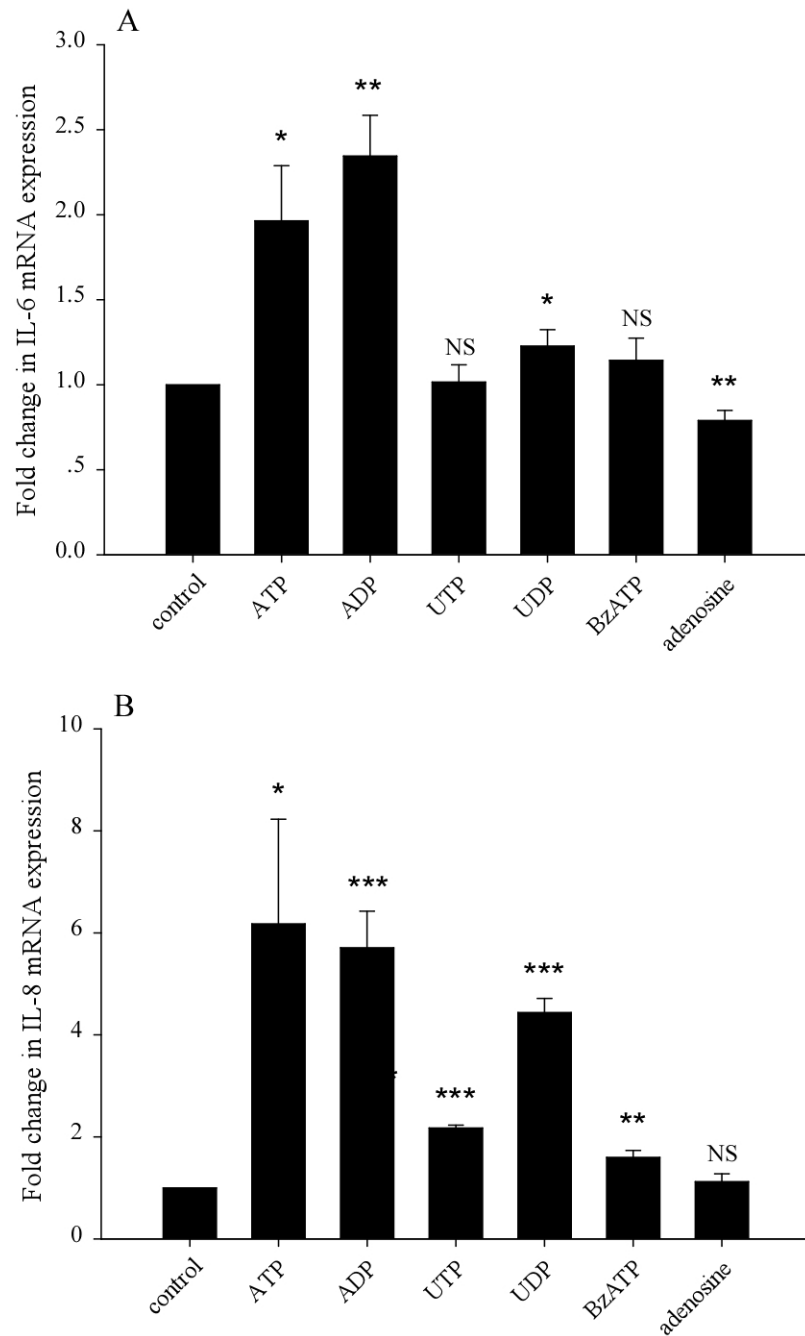 A
Fold change in IL-6 mRNA expression
3.0
2.5
2.0
1.5
1.0
.5
0.0
*
**
NS
*
NS
**
control
ATP
ADP
UTP
UDP
BzATP
adenosine
B
Fold change in IL-8 mRNA expression
10
8
6
4
2
0
*
***
*
***
***
**
NS
control
ATP
ADP
UTP
UDP
BzATP
adenosine